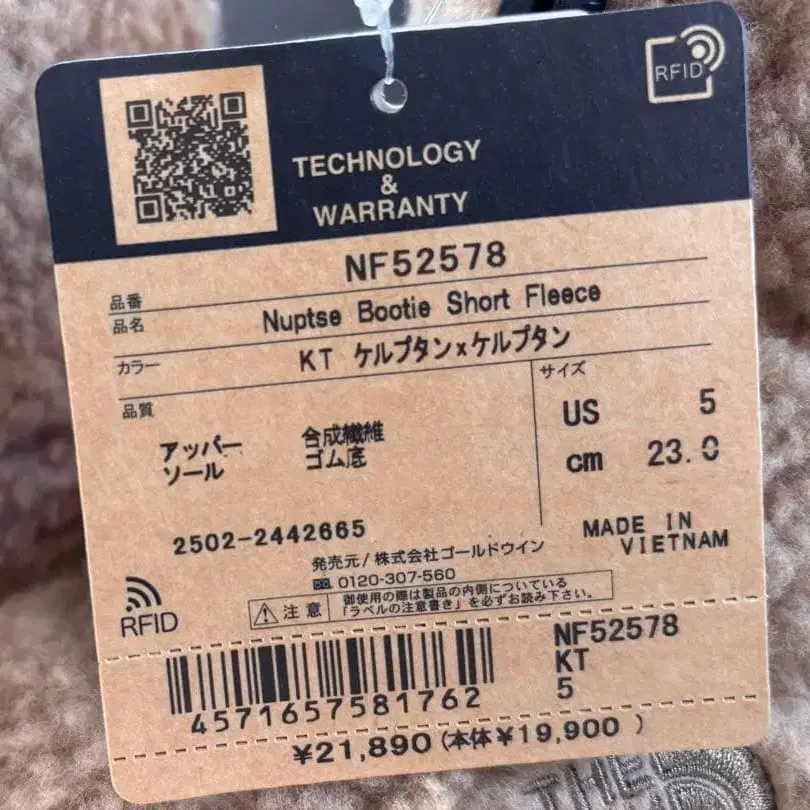 RFID
TECHNOLOGY
&
WARRANTY
品番 NF52578
品名 Nuptse Bootie Short Fleece
カラー KT ケルプタン×ケルプタン
品質
アッパー 合成繊維
ソール ゴム底
サイズ
US 5
cm 23.0
2502-2442665
MADE IN
VIETNAM
発売元/株式会社ゴールドウイン
0120-307-560
RFID
注意
御使用の際は製品の内側についている
「ラベルの注意書き」を必ずお読み下さい。
NF52578
KT
5
4571657581762
¥21,890(本体¥19,900 )
THE